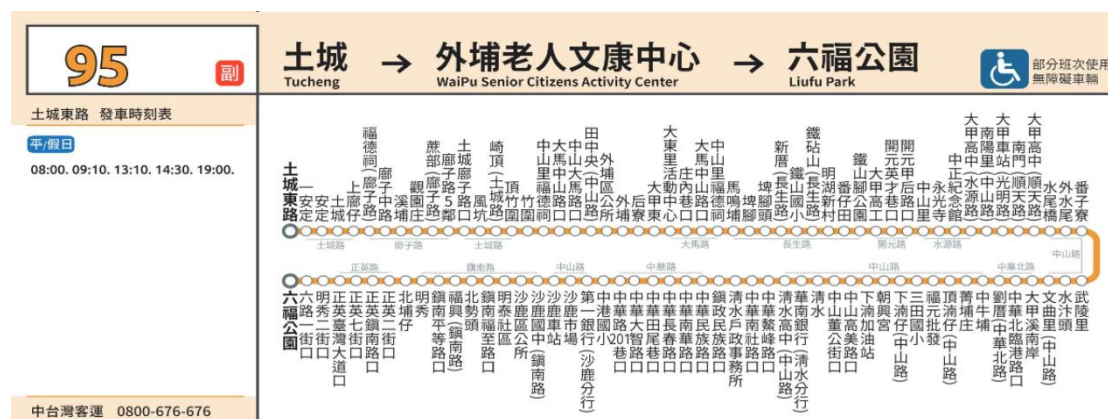 95 副
土城 → 外埔老人文康中心 → 六福公園
Tucheng WaiPu Senior Citizens Activity Center Liufu Park
部分班次使用
無障礙車輛
土城東路 發車時刻表
平/假日
08:00. 09:10. 13:10. 14:30. 19:00.
土城東路
一安定
安定
土城
上廍仔
福德祠(廍子路)
廍子中路
溪埔
觀園庄
蔗部(廍子路)
廍子路5鄰
土城廍子路口
風坑
崎頂(土城路)
頂竹圍
竹圍
中山里福德祠
大馬中山路口
中山大馬路口
田中央(中山路)
外埔區公所
外埔
后寮
大甲東
大東里活動中心
庄內巷口
大馬中山路口
中山里福德祠
馬鳴埔
埤腳
埤腳頭
新厝(長生路)
鐵山國小
鐵砧山(長生路)
明湖新村
番仔田
鐵山腳公園
大甲高工
開元英才巷口
開元甲后路口
中山里
永光寺
中正紀念館
大甲高中(水源路)
南陽里(中山路)
大甲車站(光明路)
南門(順天路)
大甲高中(順天路)
水尾橋
外水尾
番子寮
土城路 廍子路 土城路 大馬路 長生路 開元路 水源路
中山路
正英路 鎮南路 中山路 中華路 中山路 中華北路
六福公園
六路一街口
明秀二街口
正英臺灣大道口
正英七街口
正英鎮南路口
正英二街口
北埔仔
明秀
鎮南平等路口
福興(鎮南路)
北勢頭
鎮南福至路口
明泰社區
沙鹿區公所
沙鹿國中(鎮南路)
沙鹿車站
沙鹿市場
第一銀行(沙鹿分行)
中港國小
中華路201巷口
中華大智路口
中華田尾巷口
中華長春路口
中華南華路口
中華民族路口
鎮政民族路口
清水戶政事務所
中華南社路口
中華鰲峰路口
清水高中(中山路)
華南銀行(清水分行)
清水
中山董公街口
中山高美路口
下湳加油站
朝興宮
下湳仔(中山路)
三田國小
福元批發
頂湳仔(中山路)
菁埔庄
中牛埔
劉厝(中華北路)
中華北臨港路口
大甲溪南岸
文曲里(中山路)
水汴頭
武陵里
中台灣客運 0800-676-676